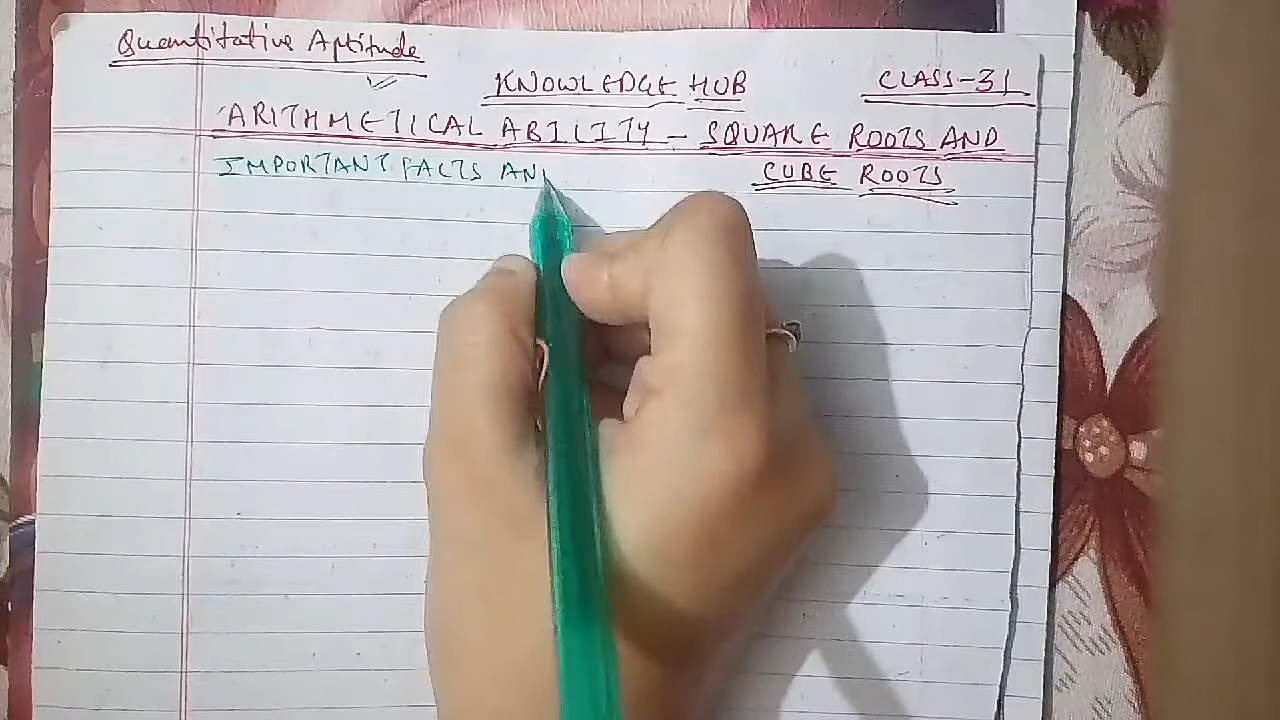 Quantitative Aptitude
KNOWLEDGE HUB
CLASS-31
ARITHMETICAL ABILITY - SQUARE ROOTS AND
CUBE ROOTS
IMPORTANT FACTS AN